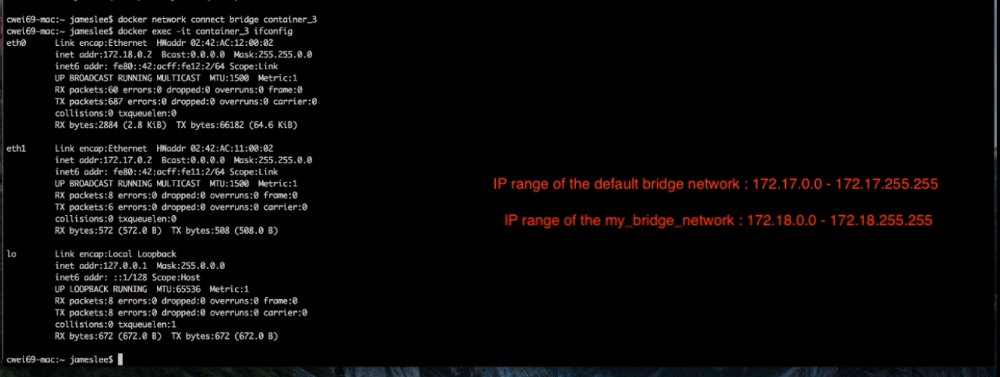 cwei69-mac:~ jameslee$ docker network connect bridge container_3
cwei69-mac:~ jameslee$ docker exec -it container_3 ifconfig
eth0      Link encap:Ethernet  HWaddr 02:42:AC:12:00:02
          inet addr:172.18.0.2  Bcast:0.0.0.0  Mask:255.255.0.0
          inet6 addr: fe80::42:acff:fe12:2/64 Scope:Link
          UP BROADCAST RUNNING MULTICAST  MTU:1500  Metric:1
          RX packets:60 errors:0 dropped:0 overruns:0 frame:0
          TX packets:687 errors:0 dropped:0 overruns:0 carrier:0
          collisions:0 txqueuelen:0
          RX bytes:2884 (2.8 KiB)  TX bytes:66182 (64.6 KiB)
eth1      Link encap:Ethernet  HWaddr 02:42:AC:11:00:02
          inet addr:172.17.0.2  Bcast:0.0.0.0  Mask:255.255.0.0
          inet6 addr: fe80::42:acff:fe11:2/64 Scope:Link
          UP BROADCAST RUNNING MULTICAST  MTU:1500  Metric:1
          RX packets:8 errors:0 dropped:0 overruns:0 frame:0
          TX packets:6 errors:0 dropped:0 overruns:0 carrier:0
          collisions:0 txqueuelen:0
          RX bytes:572 (572.0 B)  TX bytes:508 (508.0 B)
lo        Link encap:Local Loopback
          inet addr:127.0.0.1  Mask:255.0.0.0
          inet6 addr: ::1/128 Scope:Host
          UP LOOPBACK RUNNING  MTU:65536  Metric:1
          RX packets:8 errors:0 dropped:0 overruns:0 frame:0
          TX packets:8 errors:0 dropped:0 overruns:0 carrier:0
          collisions:0 txqueuelen:1
          RX bytes:672 (672.0 B)  TX bytes:672 (672.0 B)
cwei69-mac:~ jameslee$
IP range of the default bridge network : 172.17.0.0 - 172.17.255.255
IP range of the my_bridge_network : 172.18.0.0 - 172.18.255.255